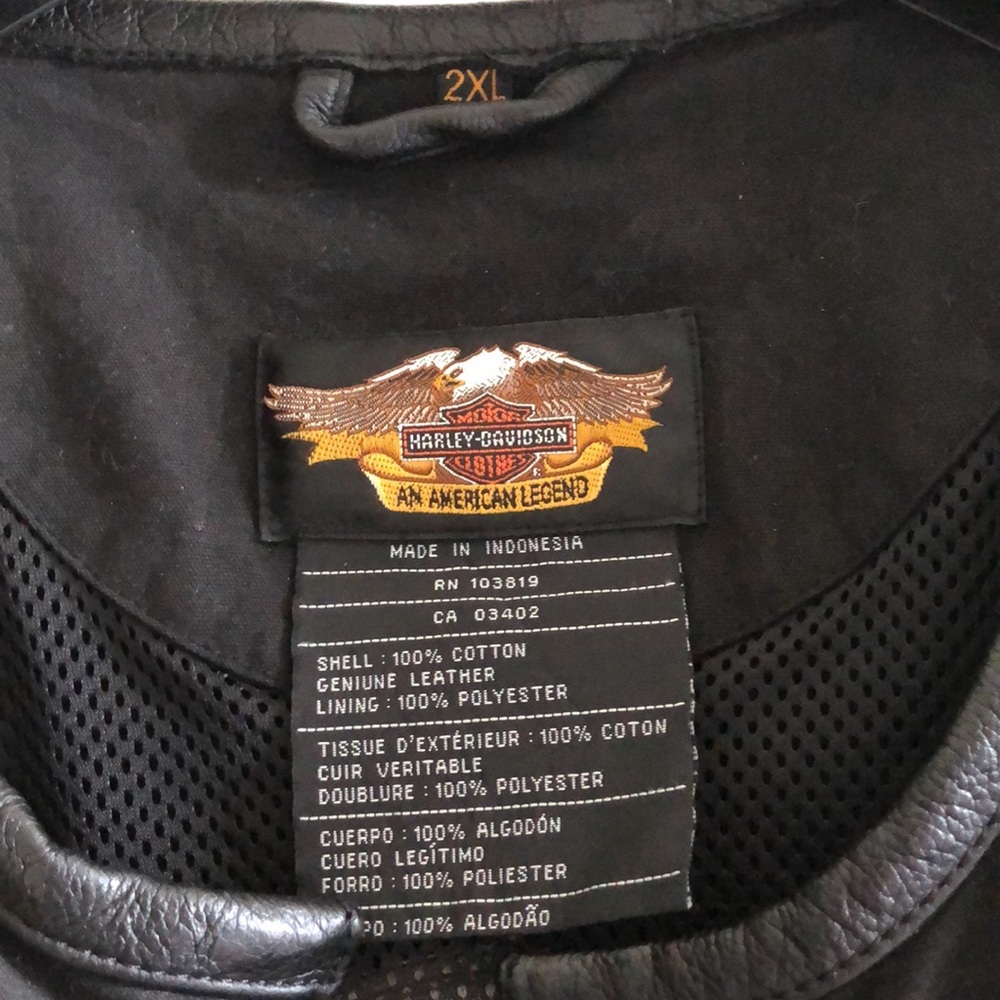 2XL
MOTOR
HARLEY-DAVIDSON
CLOTHES
®
AN AMERICAN LEGEND
MADE IN INDONESIA
RN 103819
CA 03402
SHELL : 100% COTTON
GENIUNE LEATHER
LINING : 100% POLYESTER
TISSUE D'EXTÉRIEUR : 100% COTON
CUIR VERITABLE
DOUBLURE : 100% POLYESTER
CUERPO : 100% ALGODÓN
CUERO LEGÍTIMO
FORRO : 100% POLIESTER
PO : 100% ALGODÃO